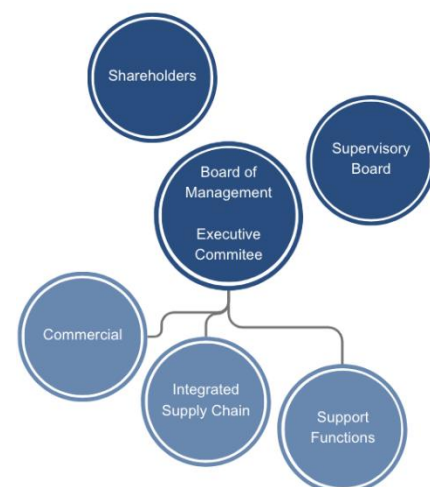 Shareholders
Supervisory
Board
Board of
Management
Executive
Commitee
Commercial
Integrated
Supply Chain
Support
Functions